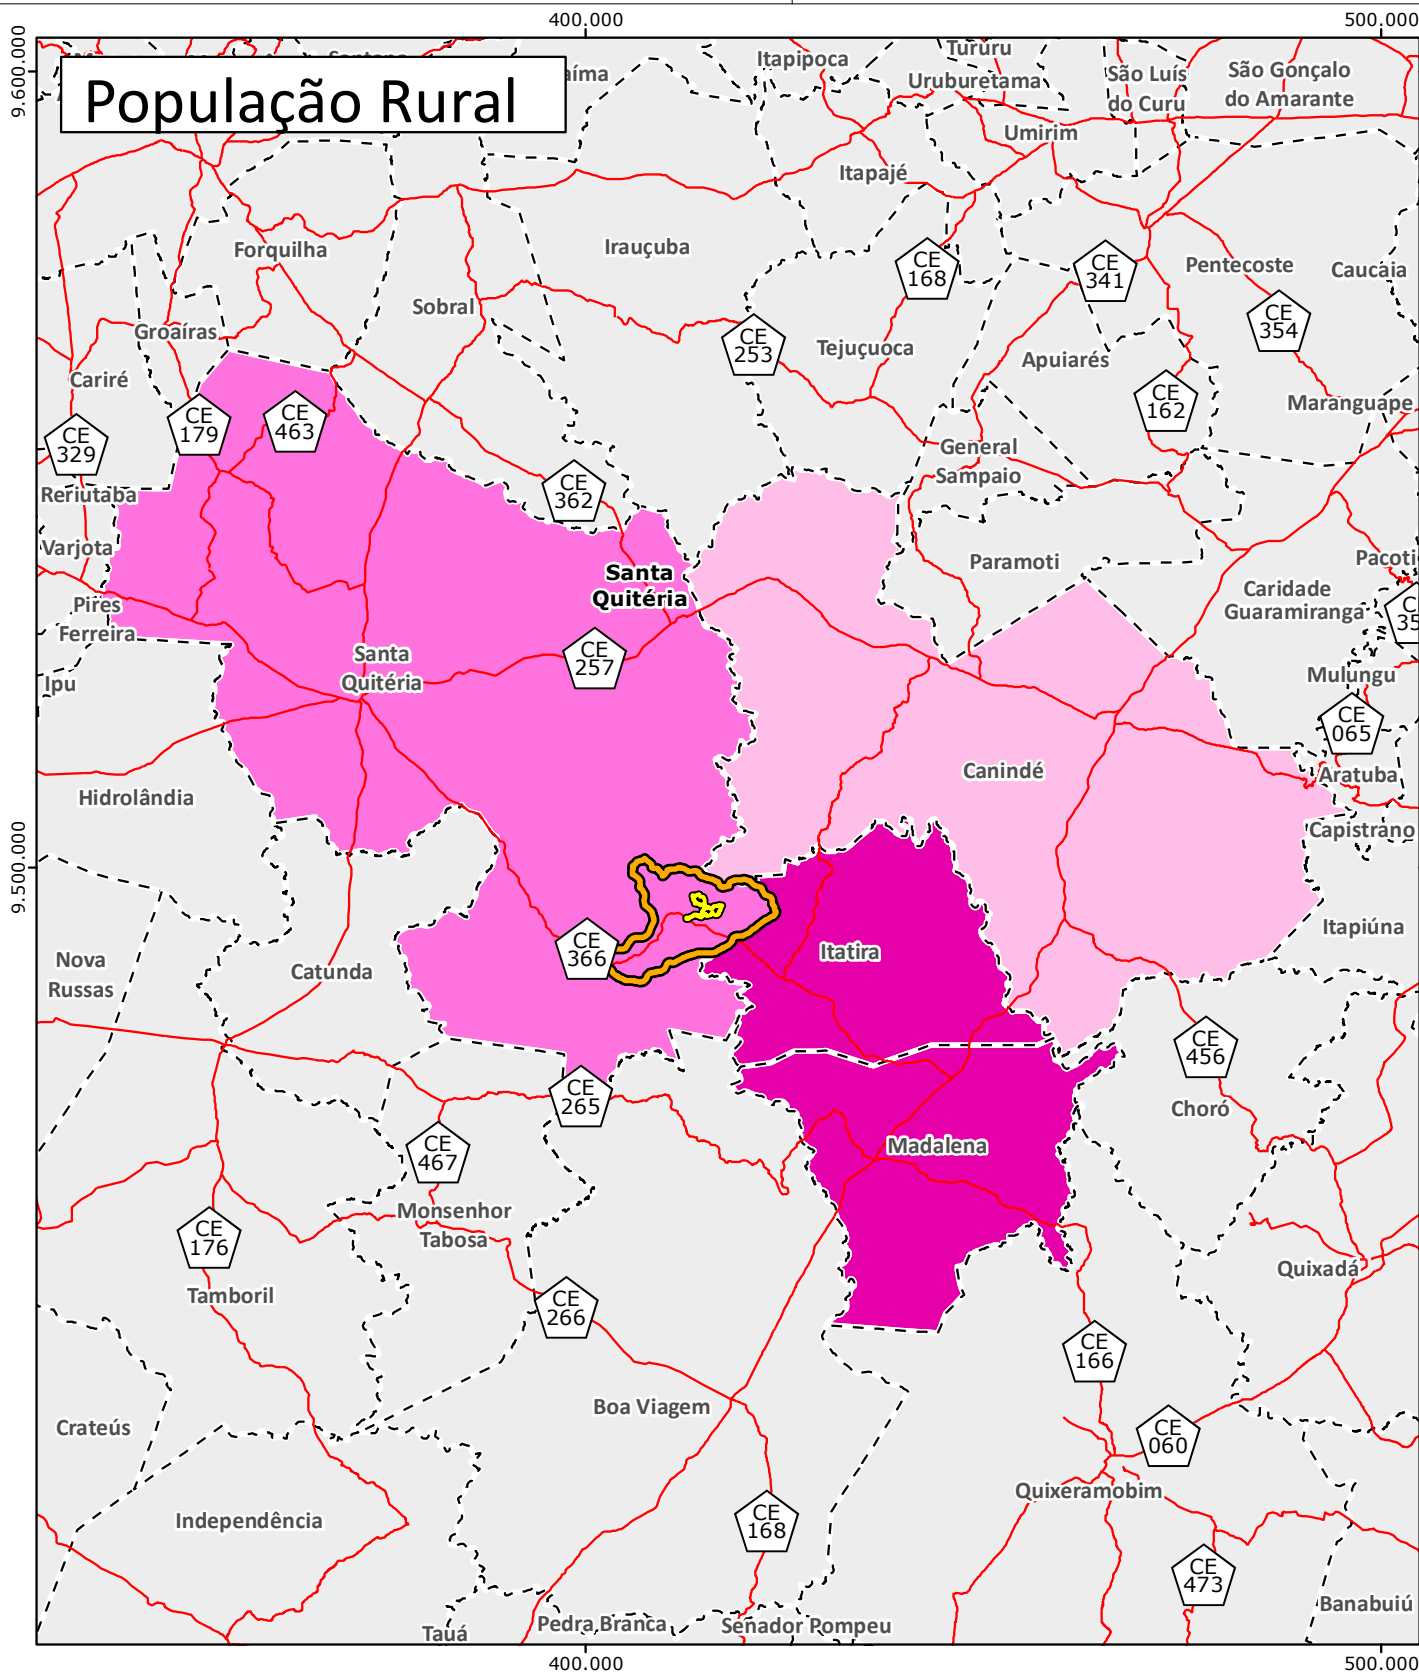 400.000
500.000
9.600.000
População Rural
aíma
Itapipoca
Tururu
Uruburetama
São Luís
do Curu
São Gonçalo
do Amarante
Umirim
Itapajé
Forquilha
Irauçuba
CE
168
CE
341
Pentecoste
Caucaia
Sobral
Groaíras
CE
253
Tejuçuoca
Apuiarés
CE
354
Cariré
CE
179
CE
463
CE
162
Maranguape
CE
329
General
Sampaio
Reriutaba
CE
362
Varjota
Paramoti
Pacoti
Santa
Quitéria
Caridade
Guaramiranga
Pires
Ferreira
C
35
Santa
Quitéria
CE
257
Ipu
Mulungu
CE
065
Canindé
Aratuba
Hidrolândia
Capistrano
9.500.000
Itapiúna
Nova
Russas
Catunda
CE
366
Itatira
CE
456
CE
265
Choró
CE
467
Madalena
Monsenhor
Tabosa
CE
176
Quixadá
Tamboril
CE
266
CE
166
Boa Viagem
Crateús
CE
060
Quixeramobim
Independência
CE
168
CE
473
Banabuiú
Tauá
Pedra Branca
Senador Pompeu
400.000
500.000